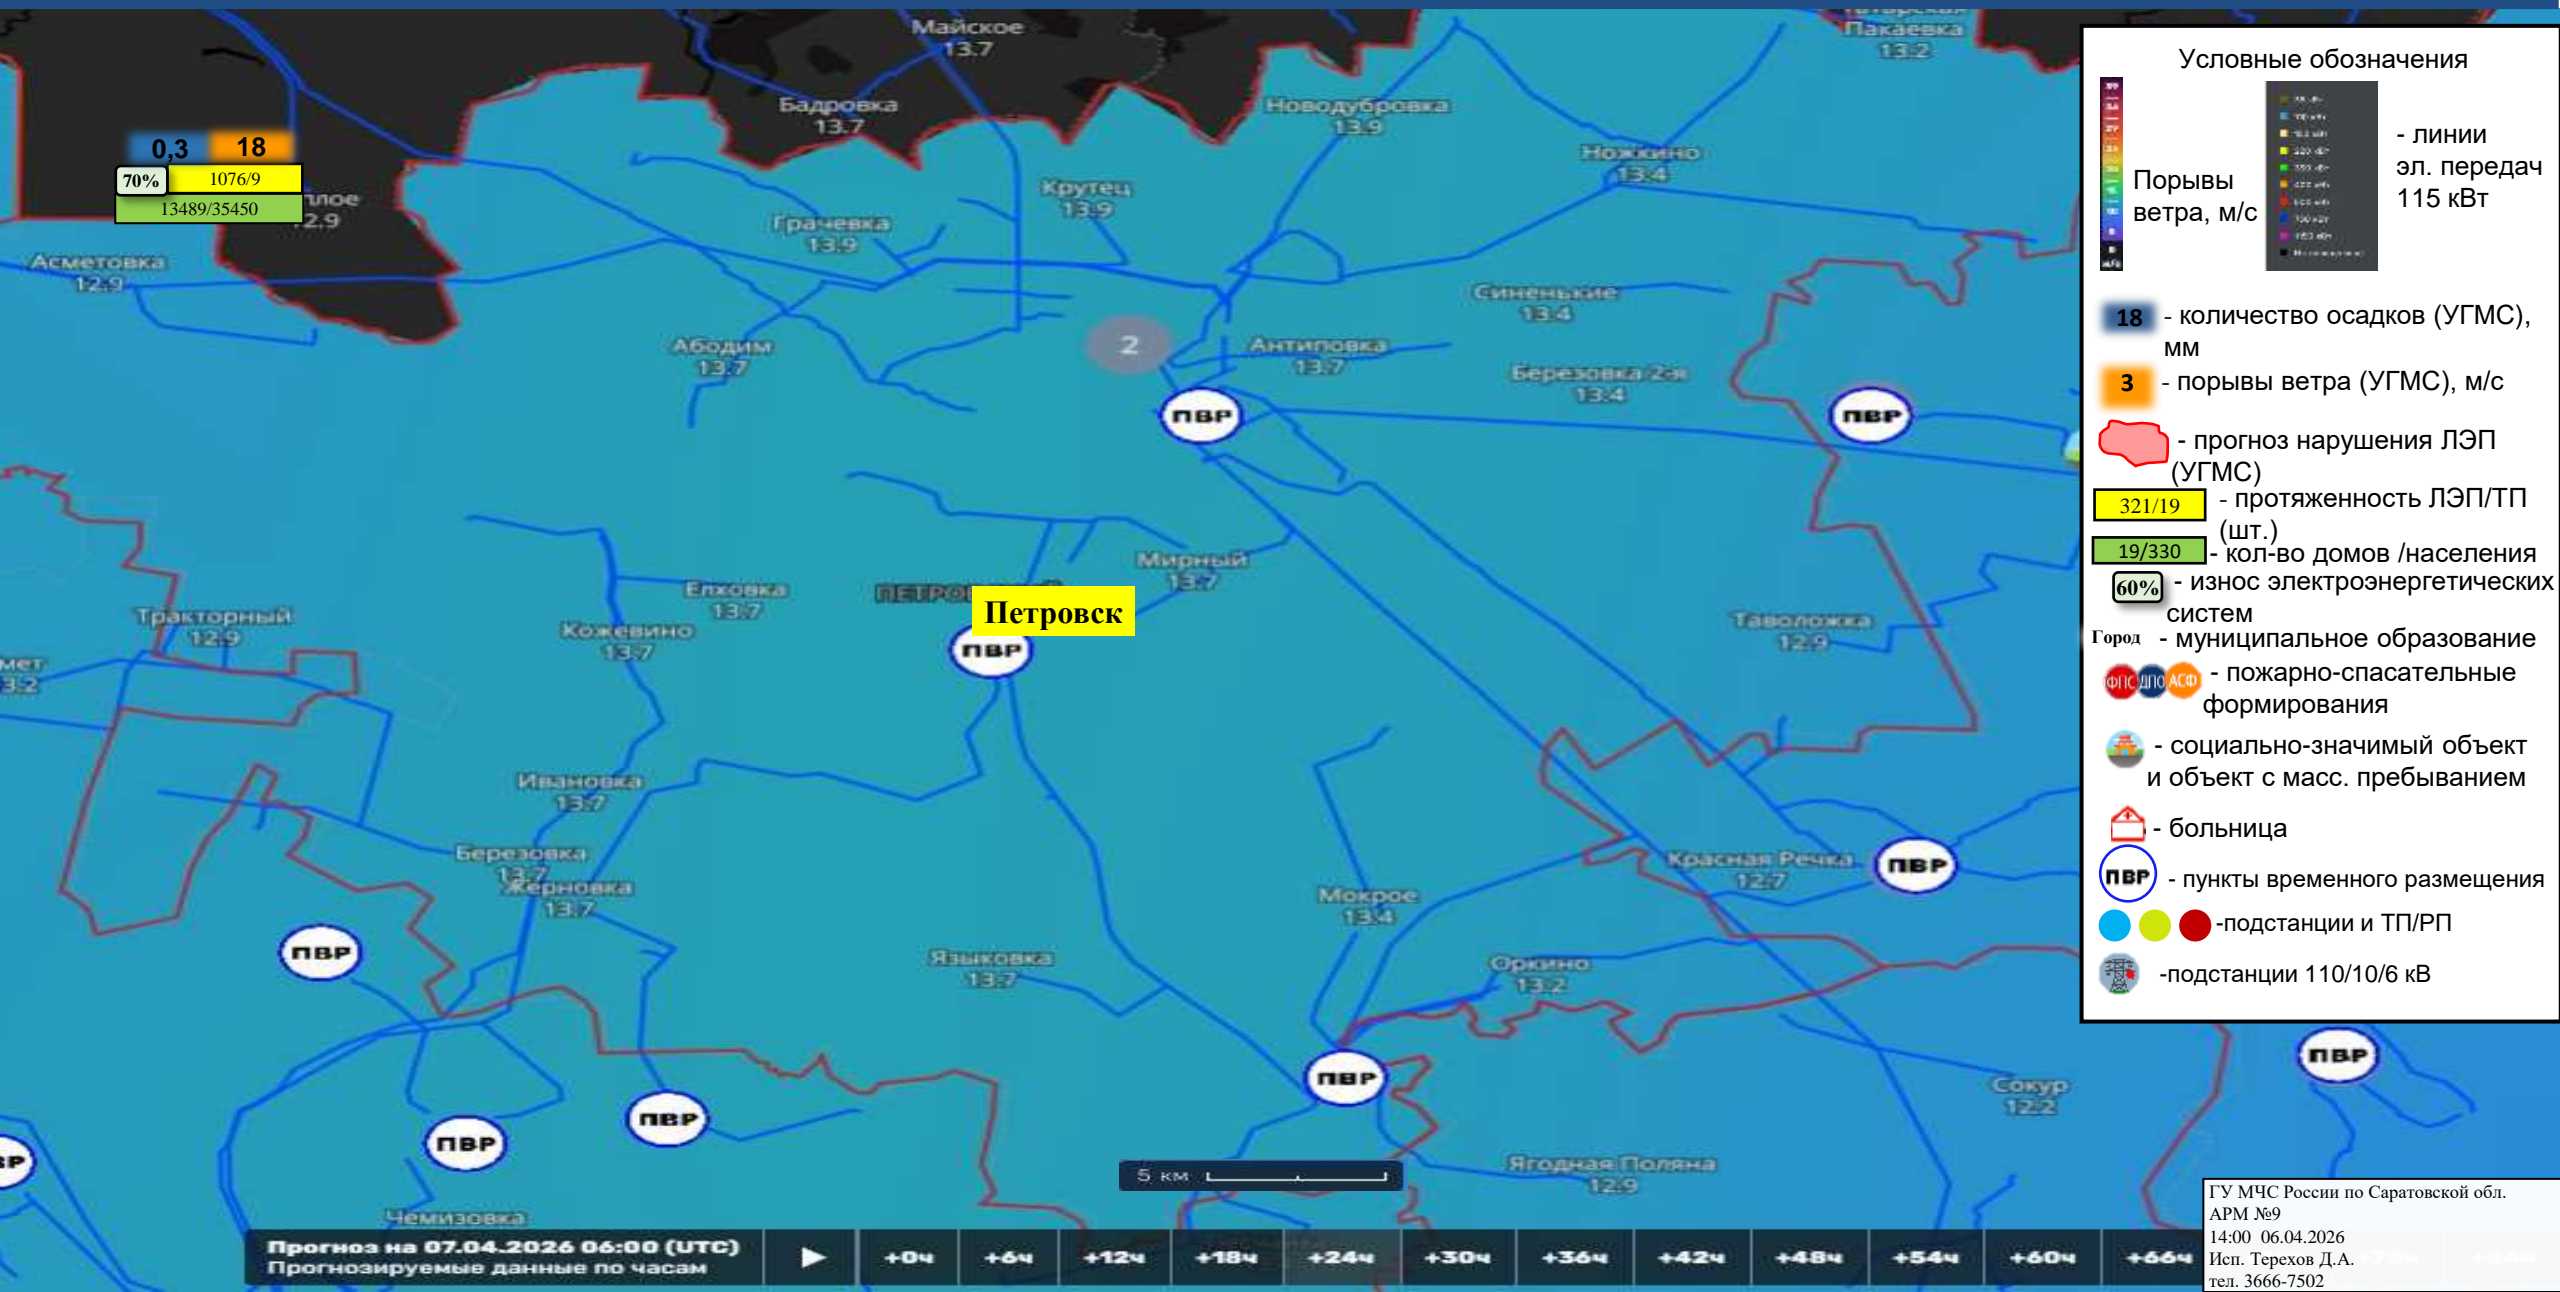 Майское
13.7
Пакаевка
13.2
Бадровка
13.7
Новодубровка
13.9
Ножкино
13.4
0,3 18
70% 1076/9
13489/35450
2.9
Крутец
13.9
Грачевка
13.9
Асметовка
12.9
Синенькие
13.4
Абодим
13.7
2
Антиповка
13.7
Березовка 2-я
13.4
ПВР
ПВР
Мирный
13.7
Елховка
13.7
Петровск
ПВР
Тракторный
12.9
Кожевино
13.7
Таволожка
12.9
мет
3.2
Ивановка
13.7
Березовка
13.7
Жерновка
13.7
Мокрое
13.4
Красная Речка
12.7
ПВР
ПВР
Языковка
13.7
Оркино
13.2
ПВР
ПВР
ПВР
ПВР
Сокур
12.2
ПВР
Ягодная Поляна
12.9
5 км
Чемизовка
Прогноз на 07.04.2026 06:00 (UTC)
Прогнозируемые данные по часам
+0ч +6ч +12ч +18ч +24ч +30ч +36ч +42ч +48ч +54ч +60ч +66ч
Условные обозначения
Порывы
ветра, м/с
- линии
эл. передач
115 кВт
18 - количество осадков (УГМС),
мм
3 - порывы ветра (УГМС), м/с
- прогноз нарушения ЛЭП
(УГМС)
321/19 - протяженность ЛЭП/ТП
(шт.)
19/330 - кол-во домов /населения
60% - износ электроэнергетических
систем
Город - муниципальное образование
ФПС ДПО АСФ - пожарно-спасательные
формирования
- социально-значимый объект
и объект с масс. пребыванием
- больница
ПВР - пункты временного размещения
-подстанции и ТП/РП
-подстанции 110/10/6 кВ
ГУ МЧС России по Саратовской обл.
АРМ №9
14:00 06.04.2026
Исп. Терехов Д.А.
тел. 3666-7502